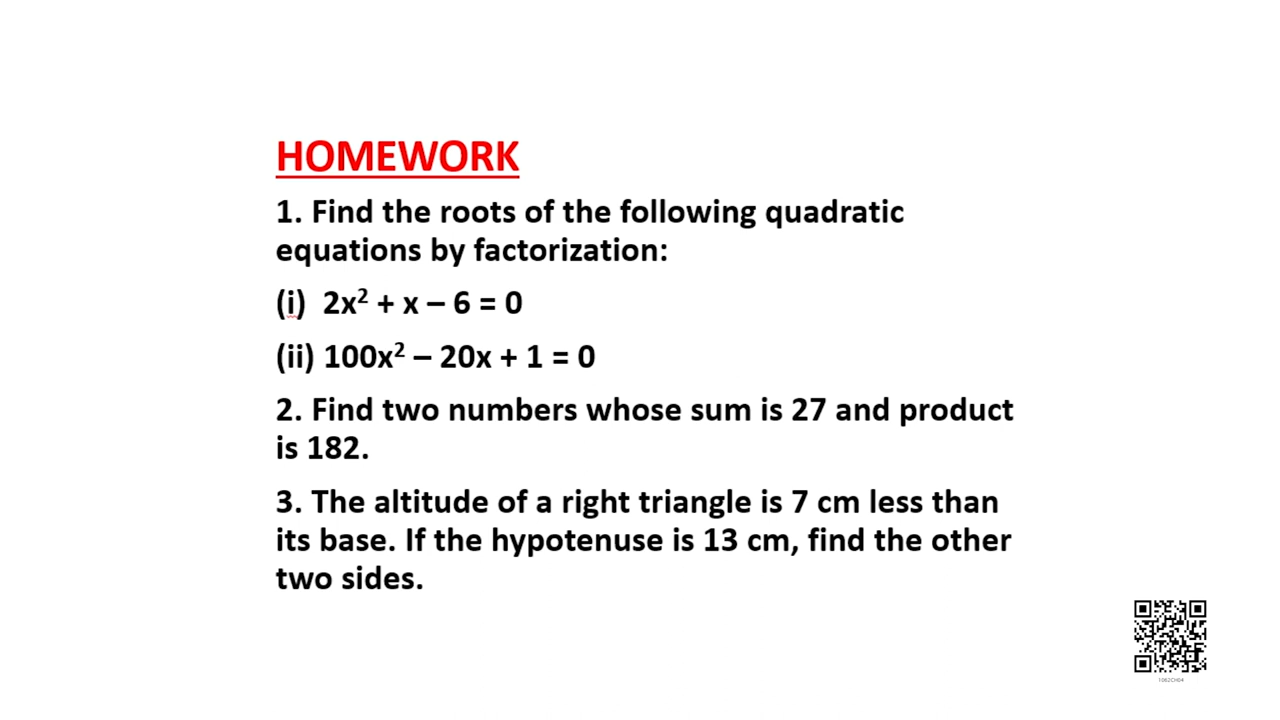 HOMEWORK
1. Find the roots of the following quadratic
equations by factorization:
(i) 2x² + x – 6 = 0
(ii) 100x² – 20x + 1 = 0
2. Find two numbers whose sum is 27 and product
is 182.
3. The altitude of a right triangle is 7 cm less than
its base. If the hypotenuse is 13 cm, find the other
two sides.
1062CH04